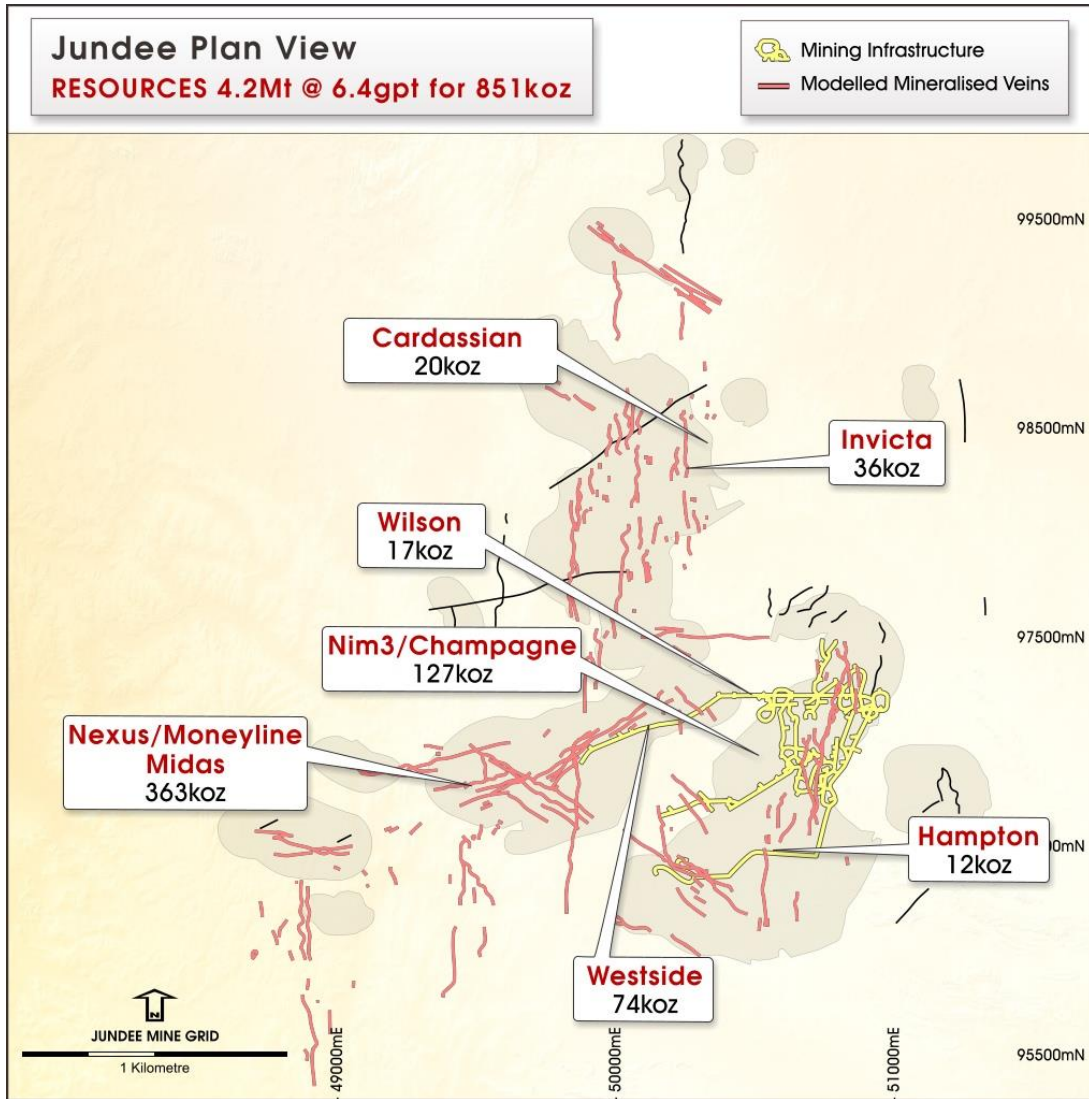 Jundee Plan View
RESOURCES 4.2Mt @ 6.4gpt for 851koz
Mining Infrastructure
Modelled Mineralised Veins
99500mN
Cardassian
20koz
98500mN
Invicta
36koz
Wilson
17koz
97500mN
Nim3/Champagne
127koz
Nexus/Moneyline
Midas
363koz
Hampton
12koz
Westside
74koz
N
JUNDEE MINE GRID
1 Kilometre
49000mE
50000mE
51000mE
95500mN